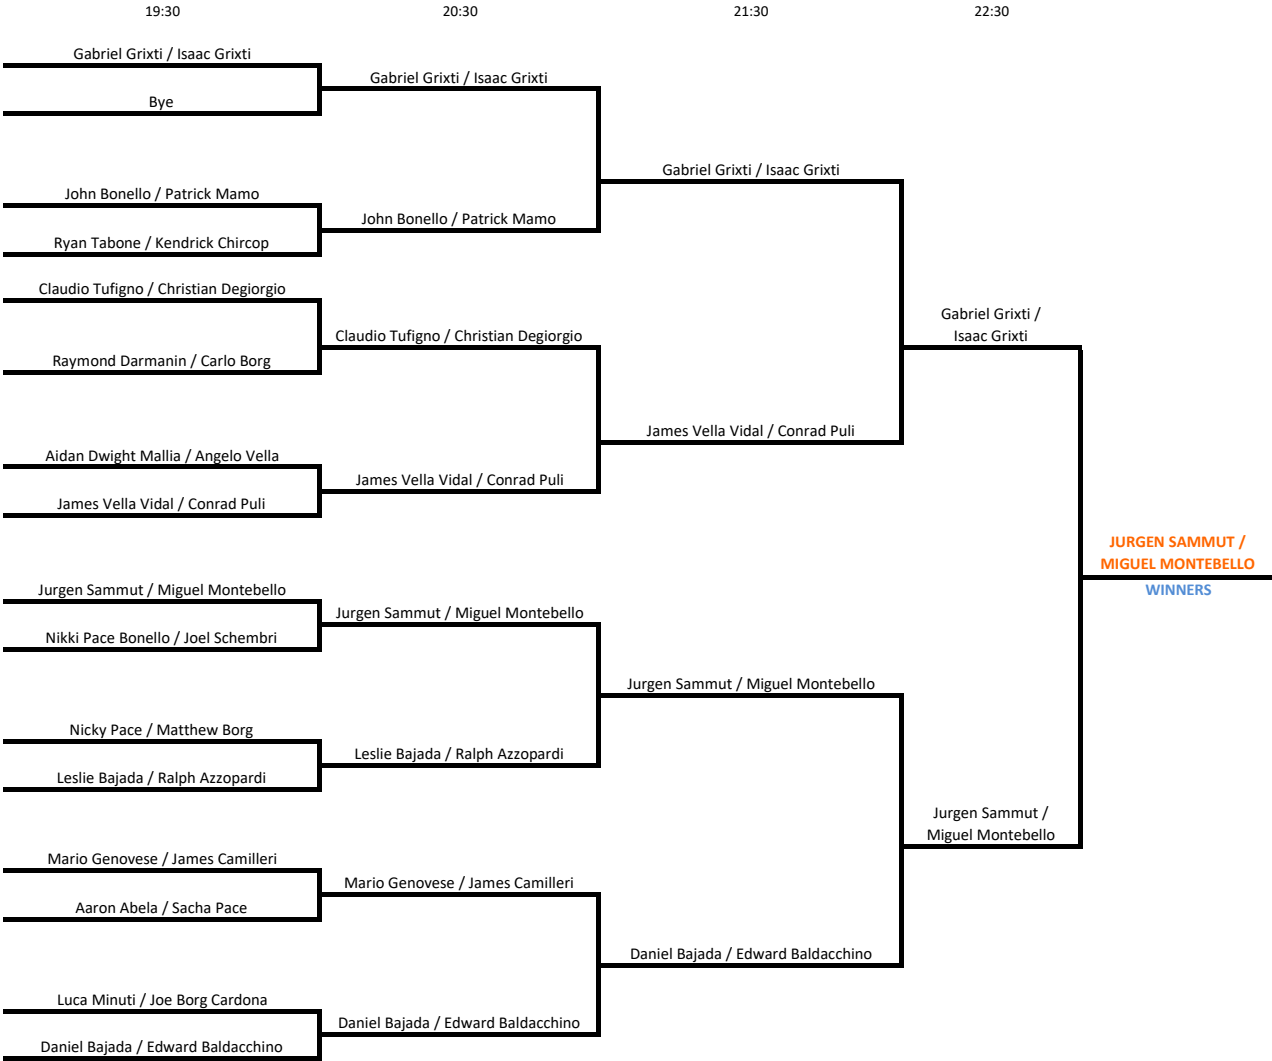 19:30
20:30
21:30
22:30
Gabriel Grixti / Isaac Grixti
Bye
John Bonello / Patrick Mamo
Ryan Tabone / Kendrick Chircop
Claudio Tufigno / Christian Degiorgio
Raymond Darmanin / Carlo Borg
Aidan Dwight Mallia / Angelo Vella
James Vella Vidal / Conrad Puli
Jurgen Sammut / Miguel Montebello
Nikki Pace Bonello / Joel Schembri
Nicky Pace / Matthew Borg
Leslie Bajada / Ralph Azzopardi
Mario Genovese / James Camilleri
Aaron Abela / Sacha Pace
Luca Minuti / Joe Borg Cardona
Daniel Bajada / Edward Baldacchino
Gabriel Grixti / Isaac Grixti
John Bonello / Patrick Mamo
Claudio Tufigno / Christian Degiorgio
James Vella Vidal / Conrad Puli
Jurgen Sammut / Miguel Montebello
Leslie Bajada / Ralph Azzopardi
Mario Genovese / James Camilleri
Daniel Bajada / Edward Baldacchino
Gabriel Grixti / Isaac Grixti
James Vella Vidal / Conrad Puli
Jurgen Sammut / Miguel Montebello
Daniel Bajada / Edward Baldacchino
Gabriel Grixti /
Isaac Grixti
Jurgen Sammut /
Miguel Montebello
JURGEN SAMMUT /
MIGUEL MONTEBELLO
WINNERS